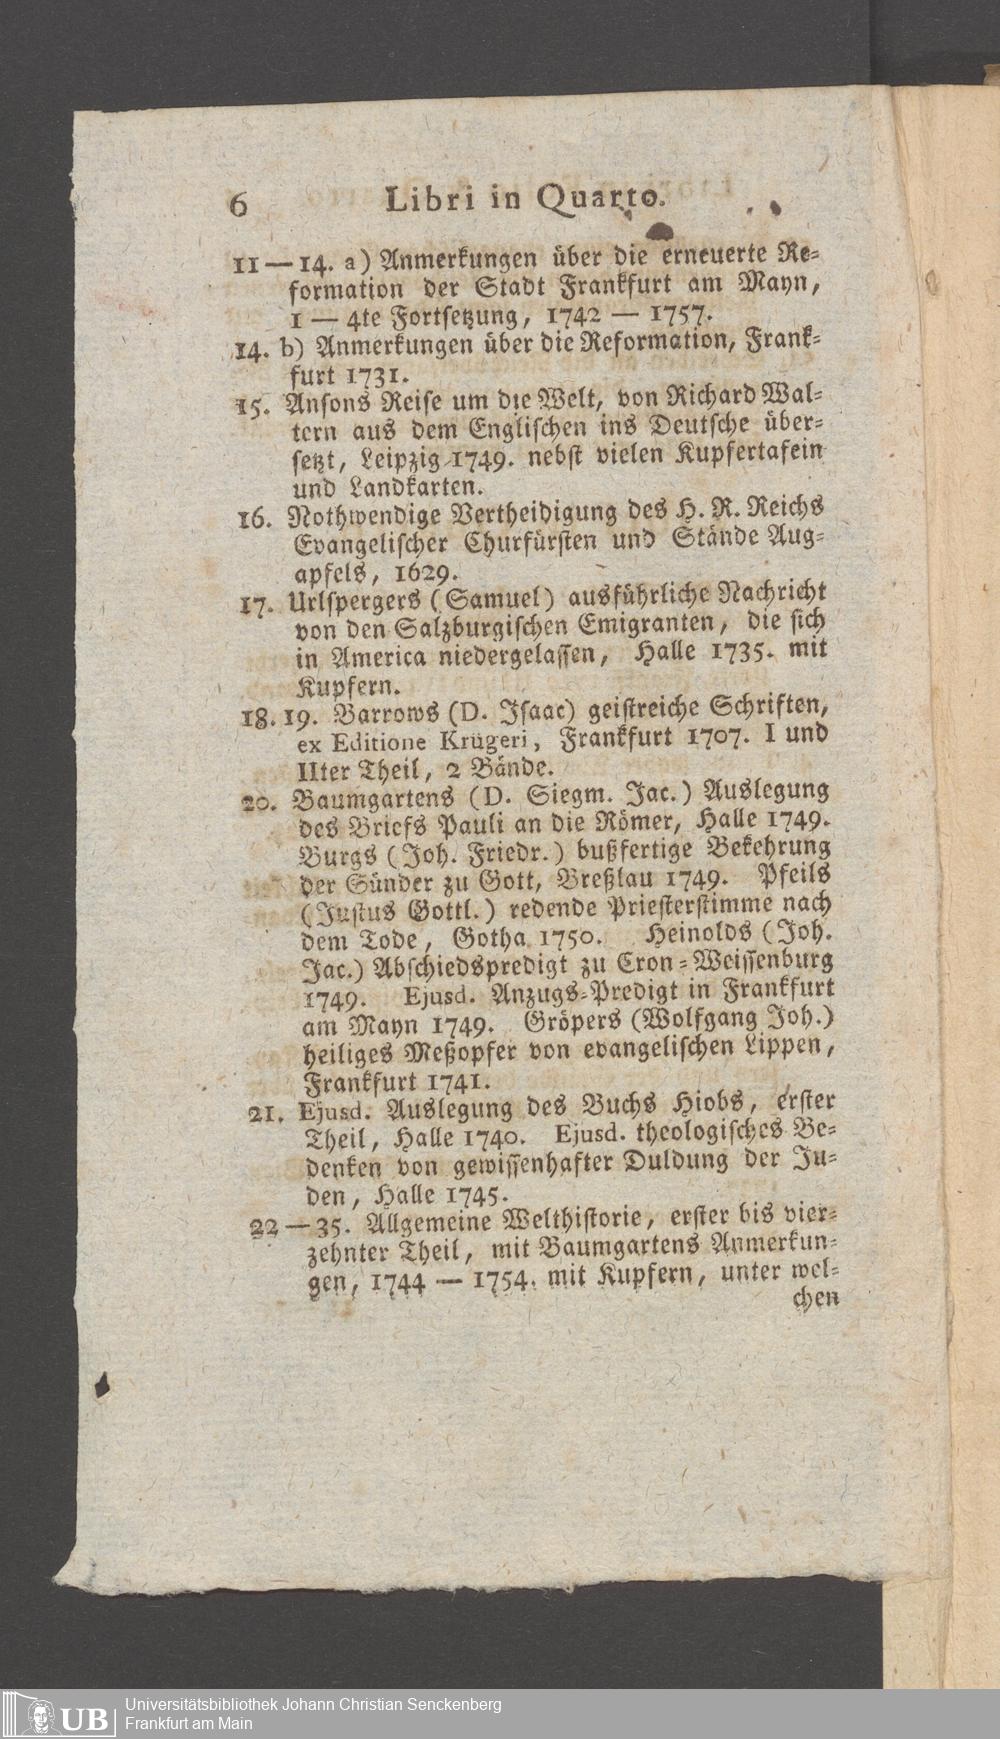 6 Libri in Quarto.
11—14. a) Anmerkungen über die erneuerte Re-
formation der Stadt Frankfurt am Mayn,
1 — 4te Fortsetzung, 1742 — 1757.
14. b) Anmerkungen über die Reformation, Frank-
furt 1731.
15. Ansons Reise um die Welt, von Richard Wal-
tern aus dem Englischen ins Deutsche über-
setzt, Leipzig 1749. nebst vielen Kupfertafein
und Landkarten.
16. Nothwendige Vertheidigung des H. R. Reichs
Evangelischer Churfürsten und Stände Aug-
apfels, 1629.
17. Urlspergers (Samuel) ausführliche Nachricht
von den Salzburgischen Emigranten, die sich
in America niedergelassen, Halle 1735. mit
Kupfern.
18. 19. Barrows (D. Isaac) geistreiche Schriften,
ex Editione Krügeri, Frankfurt 1707. I und
IIter Theil, 2 Bände.
20. Baumgartens (D. Siegm. Jac.) Auslegung
des Briefs Pauli an die Römer, Halle 1749.
Burgs (Joh. Friedr.) bußfertige Bekehrung
der Sünder zu Gott, Breßlau 1749. Pfeils
(Justus Gottl.) redende Priesterstimme nach
dem Tode, Gotha 1750. Heinolds (Joh.
Jac.) Abschiedspredigt zu Cron-Weissenburg
1749. Ejusd. Anzugs-Predigt in Frankfurt
am Mayn 1749. Gröpers (Wolfgang Joh.)
heiliges Meßopfer von evangelischen Lippen,
Frankfurt 1741.
21. Ejusd. Auslegung des Buchs Hiobs, erster
Theil, Halle 1740. Ejusd. theologisches Be-
denken von gewissenhafter Duldung der Ju-
den, Halle 1745.
22—35. Allgemeine Welthistorie, erster bis vier-
zehnter Theil, mit Baumgartens Anmerkun-
gen, 1744 — 1754. mit Kupfern, unter wel-
chen
UB Universitätsbibliothek Johann Christian Senckenberg
Frankfurt am Main